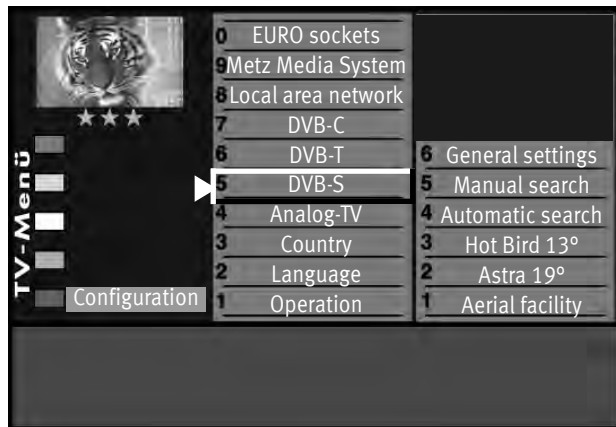 TV-Menü
Configuration
0 EURO sockets
9 Metz Media System
8 Local area network
7 DVB-C
6 DVB-T
5 DVB-S
4 Analog-TV
3 Country
2 Language
1 Operation
6 General settings
5 Manual search
4 Automatic search
3 Hot Bird 13°
2 Astra 19°
1 Aerial facility